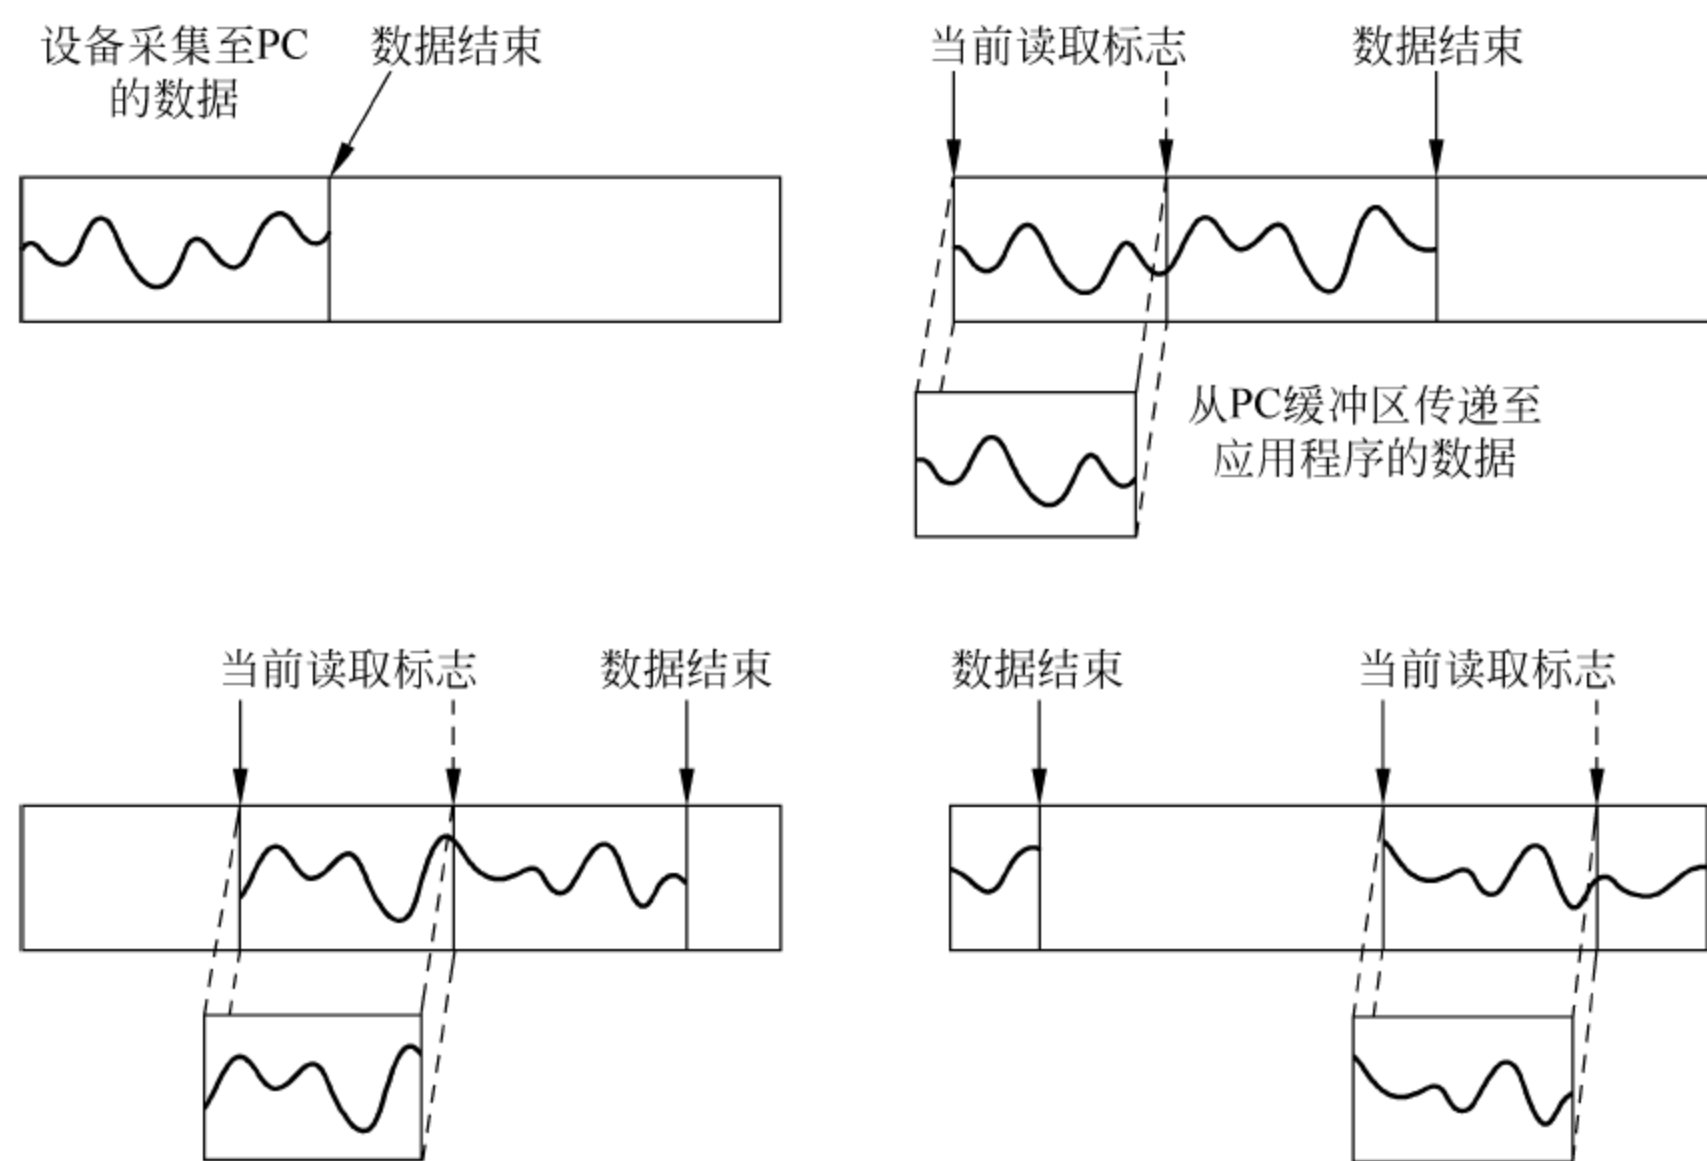 设备采集至PC
的数据
数据结束
当前读取标志
数据结束
从PC缓冲区传递至
应用程序的数据
当前读取标志
数据结束
数据结束
当前读取标志